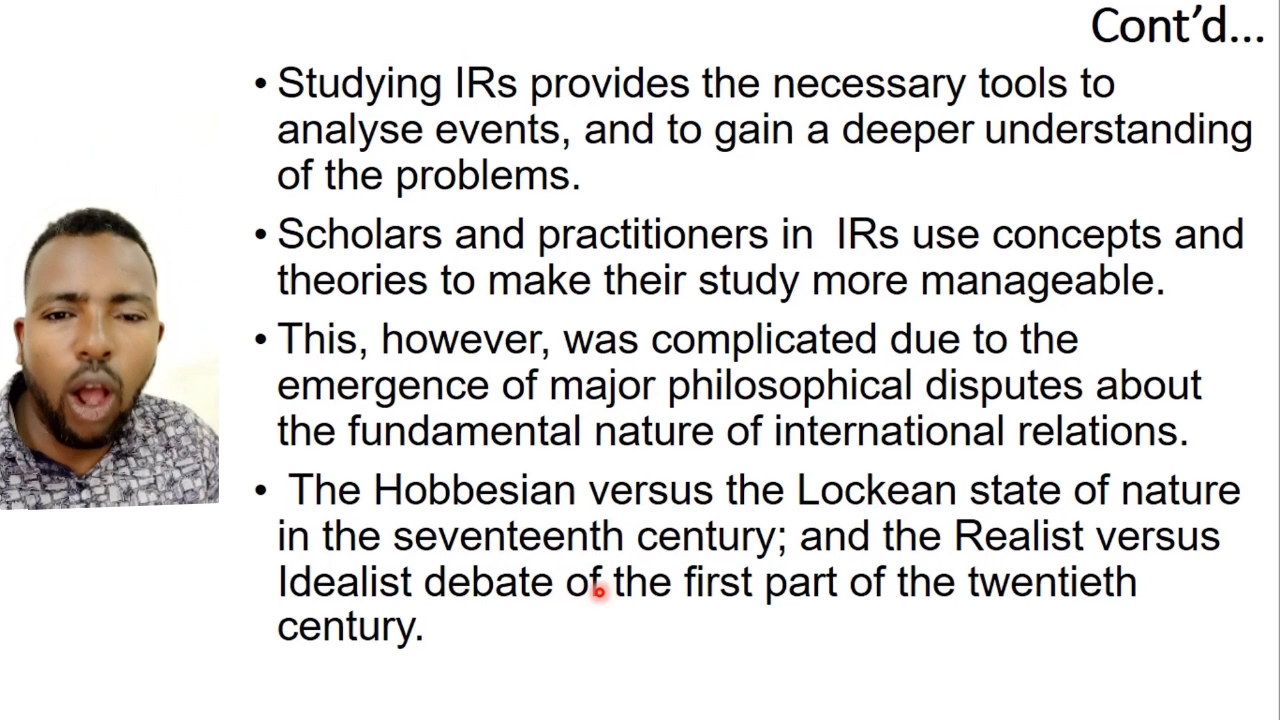 Cont’d…
• Studying IRs provides the necessary tools to
analyse events, and to gain a deeper understanding
of the problems.
• Scholars and practitioners in  IRs use concepts and
theories to make their study more manageable.
• This, however, was complicated due to the
emergence of major philosophical disputes about
the fundamental nature of international relations.
•  The Hobbesian versus the Lockean state of nature
in the seventeenth century; and the Realist versus
Idealist debate of the first part of the twentieth
century.